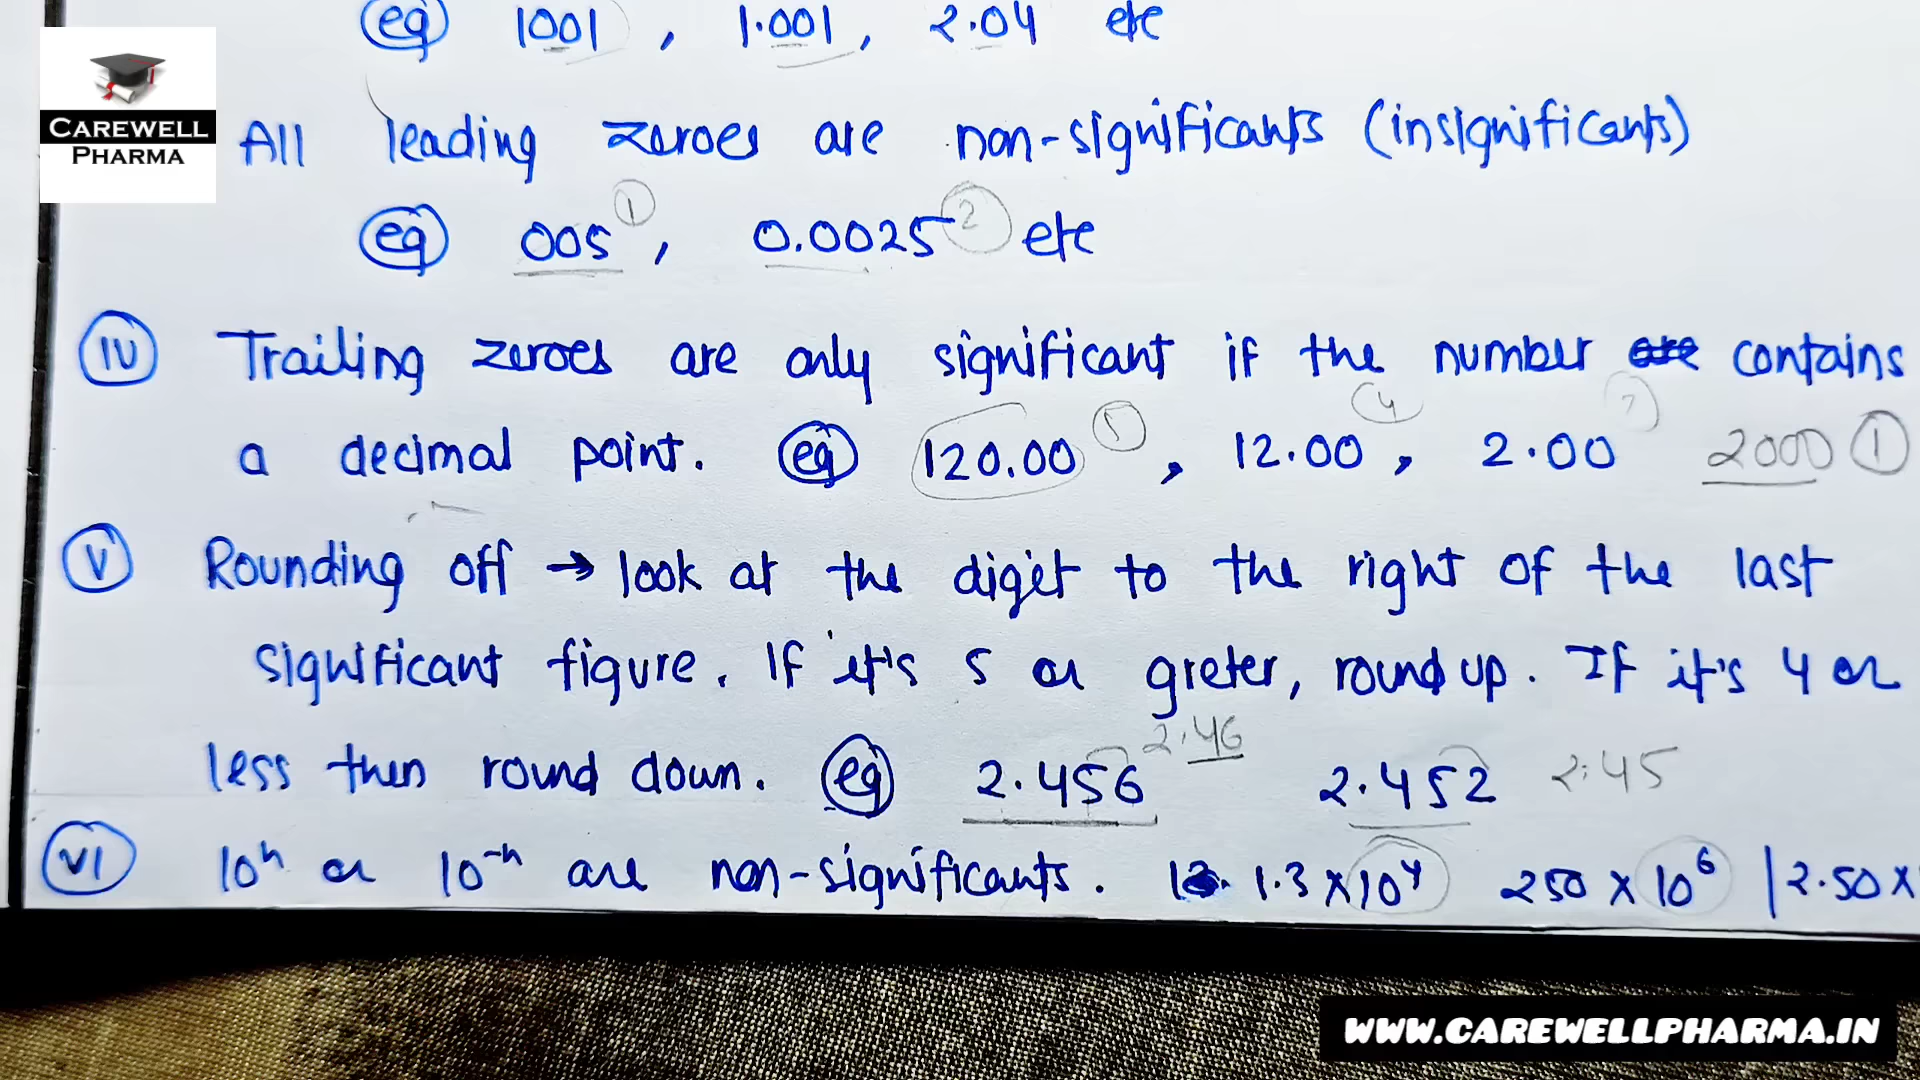 eg 1001 , 1.001 , 2.04 etc
CAREWELL
PHARMA
All leading zeroes are non-significants (insignificants)
eg 005 1 , 0.0025 2 etc
IV Trailing zeroes are only significant if the number contains
a decimal point. eg 120.00 5 , 12.00 4 , 2.00 2000 1
V Rounding off → look at the digit to the right of the last
significant figure. If it's 5 or greter, round up. If it's 4 or
less then round down. eg 2.456 2.46 2.452 2.45
VI 10ⁿ or 10⁻ⁿ are non-significants. 1.3 × 10⁴ 250 × 10⁶ | 2.50 ×
WWW.CAREWELLPHARMA.IN